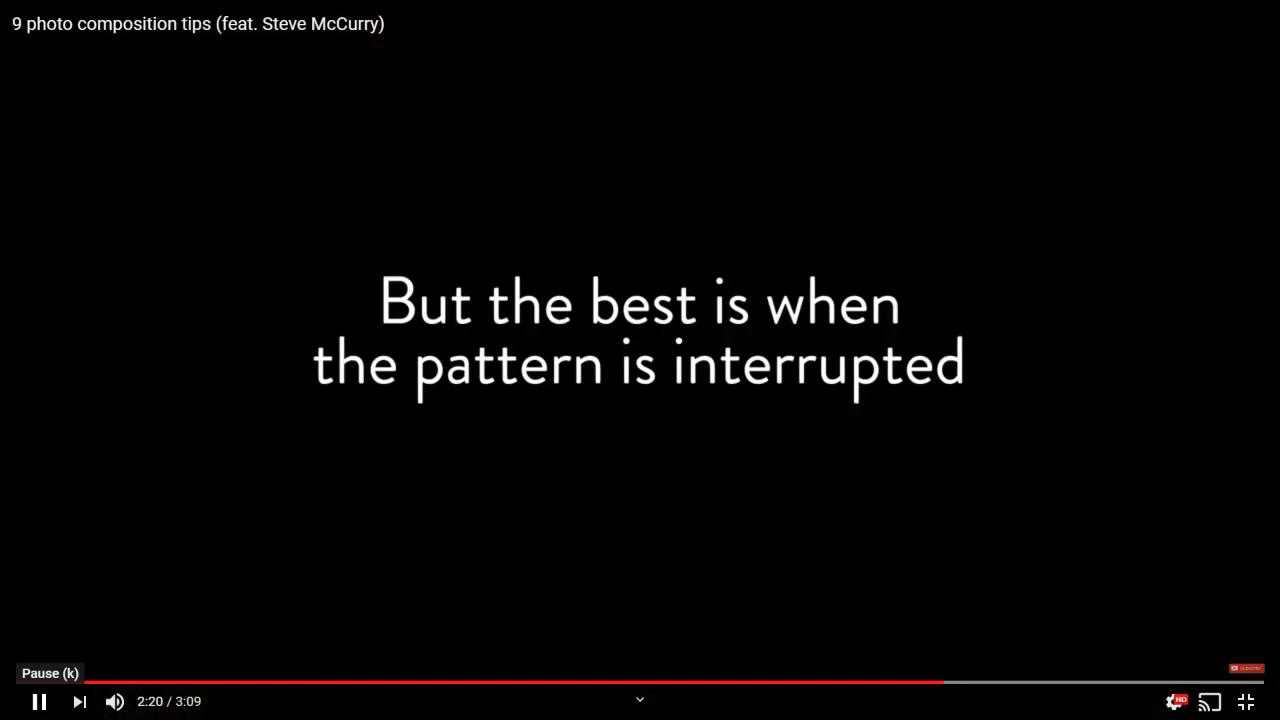 9 photo composition tips (feat. Steve McCurry)
But the best is when
the pattern is interrupted
Pause (k)
2:20 / 3:09
HD